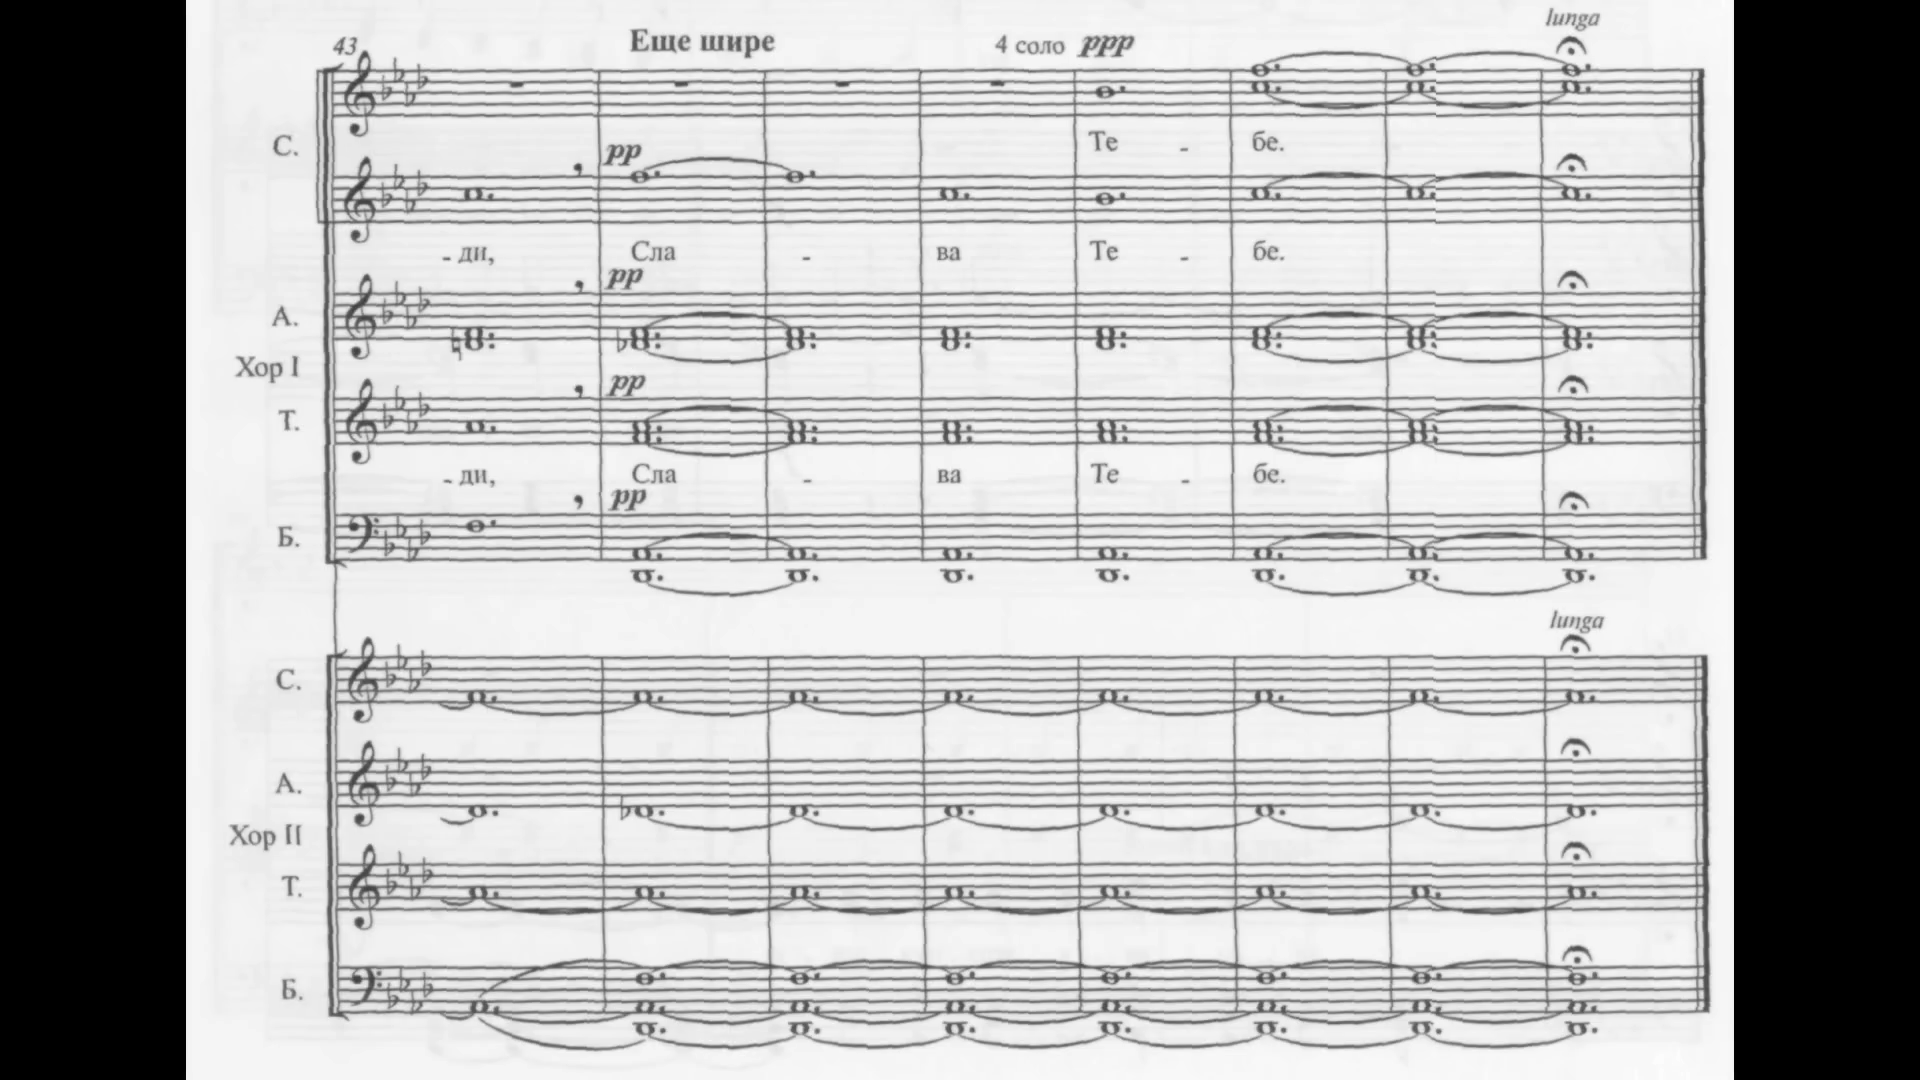 lunga
43 Еще шире 4 соло ppp
С.
Те - бе.
pp
- ди, Сла - ва Те - бе.
pp
А.
Хор I
pp
Т.
- ди, Сла - ва Те - бе.
pp
Б.
lunga
С.
А.
Хор II
Т.
Б.